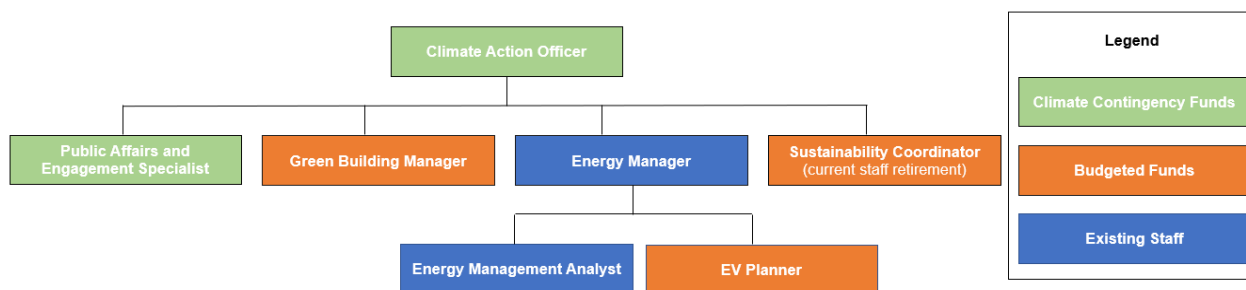 Climate Action Officer
Public Affairs and
Engagement Specialist
Green Building Manager
Energy Manager
Sustainability Coordinator
(current staff retirement)
Energy Management Analyst
EV Planner
Legend
Climate Contingency Funds
Budgeted Funds
Existing Staff